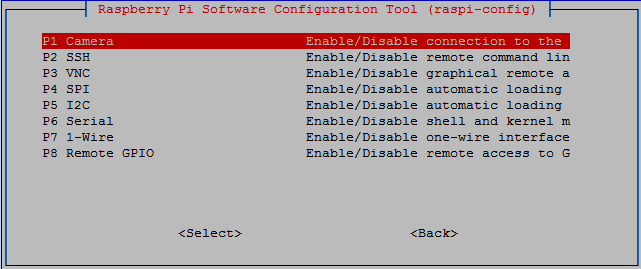 Raspberry Pi Software Configuration Tool (raspi-config)
P1 Camera Enable/Disable connection to the
P2 SSH Enable/Disable remote command lin
P3 VNC Enable/Disable graphical remote a
P4 SPI Enable/Disable automatic loading
P5 I2C Enable/Disable automatic loading
P6 Serial Enable/Disable shell and kernel m
P7 1-Wire Enable/Disable one-wire interface
P8 Remote GPIO Enable/Disable remote access to G
<Select> <Back>